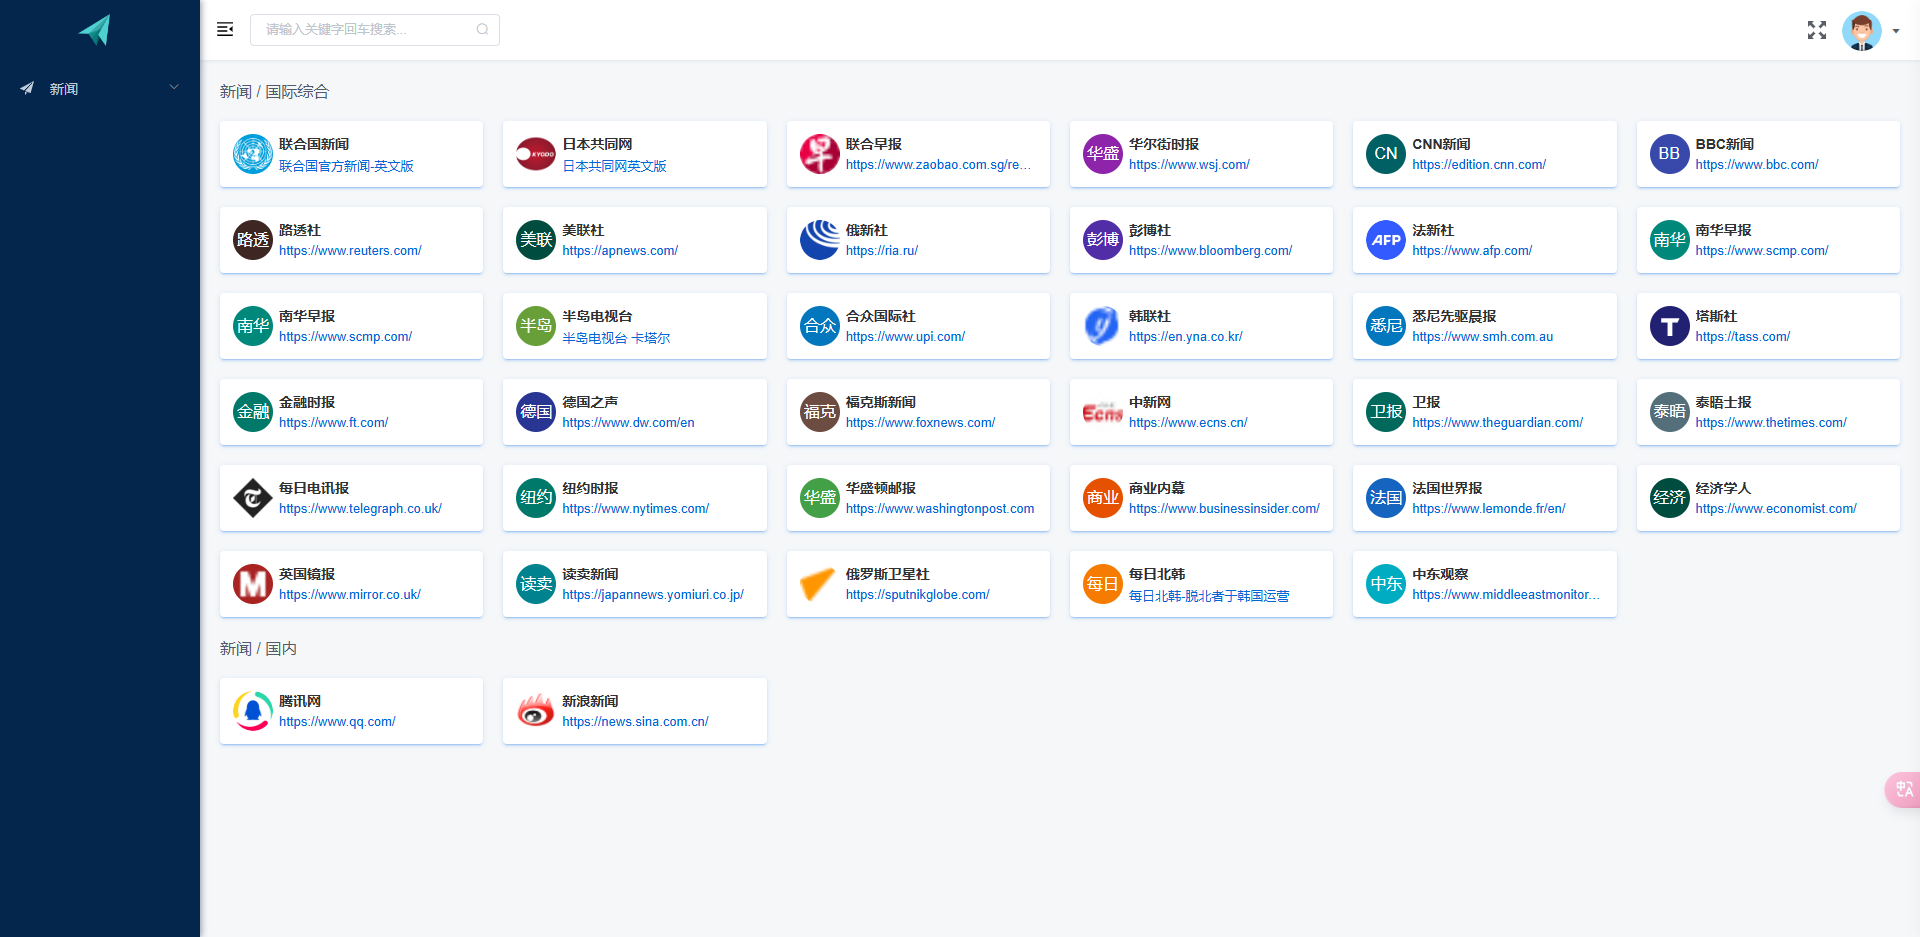 新闻
请输入关键字回车搜索...
新闻 / 国际综合
联合国新闻
联合国官方新闻-英文版
KYODO
日本共同网
日本共同网英文版
早
联合早报
https://www.zaobao.com.sg/re...
华盛
华尔街时报
https://www.wsj.com/
CN
CNN新闻
https://edition.cnn.com/
BB
BBC新闻
https://www.bbc.com/
路透
路透社
https://www.reuters.com/
美联
美联社
https://apnews.com/
俄新社
https://ria.ru/
彭博
彭博社
https://www.bloomberg.com/
AFP
法新社
https://www.afp.com/
南华
南华早报
https://www.scmp.com/
南华
南华早报
https://www.scmp.com/
半岛
半岛电视台
半岛电视台 卡塔尔
合众
合众国际社
https://www.upi.com/
韩联社
https://en.yna.co.kr/
悉尼
悉尼先驱晨报
https://www.smh.com.au
T
塔斯社
https://tass.com/
金融
金融时报
https://www.ft.com/
德国
德国之声
https://www.dw.com/en
福克
福克斯新闻
https://www.foxnews.com/
Ecns
中新网
https://www.ecns.cn/
卫报
卫报
https://www.theguardian.com/
泰晤
泰晤士报
https://www.thetimes.com/
T
每日电讯报
https://www.telegraph.co.uk/
纽约
纽约时报
https://www.nytimes.com/
华盛
华盛顿邮报
https://www.washingtonpost.com
商业
商业内幕
https://www.businessinsider.com/
法国
法国世界报
https://www.lemonde.fr/en/
经济
经济学人
https://www.economist.com/
M
英国镜报
https://www.mirror.co.uk/
读卖
读卖新闻
https://japannews.yomiuri.co.jp/
俄罗斯卫星社
https://sputnikglobe.com/
每日
每日北韩
每日北韩-脱北者于韩国运营
中东
中东观察
https://www.middleeastmonitor...
新闻 / 国内
腾讯网
https://www.qq.com/
新浪新闻
https://news.sina.com.cn/
中
A